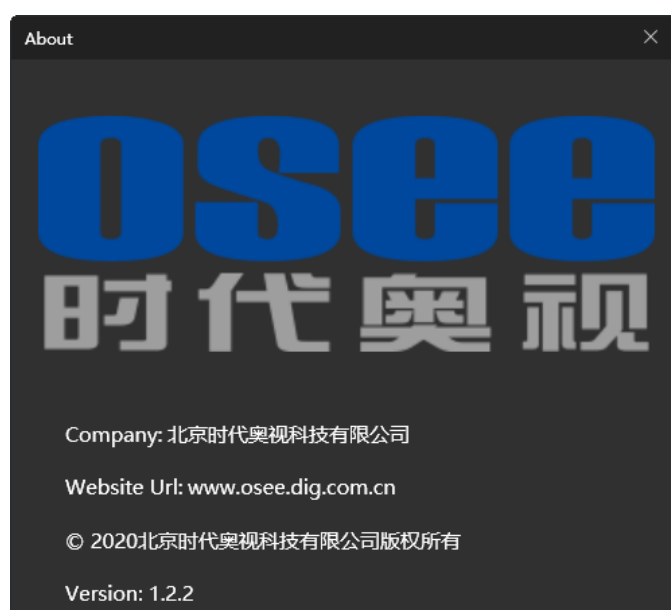 About
osee
时代奥视
Company: 北京时代奥视科技有限公司
Website Url: www.osee.dig.com.cn
© 2020北京时代奥视科技有限公司版权所有
Version: 1.2.2